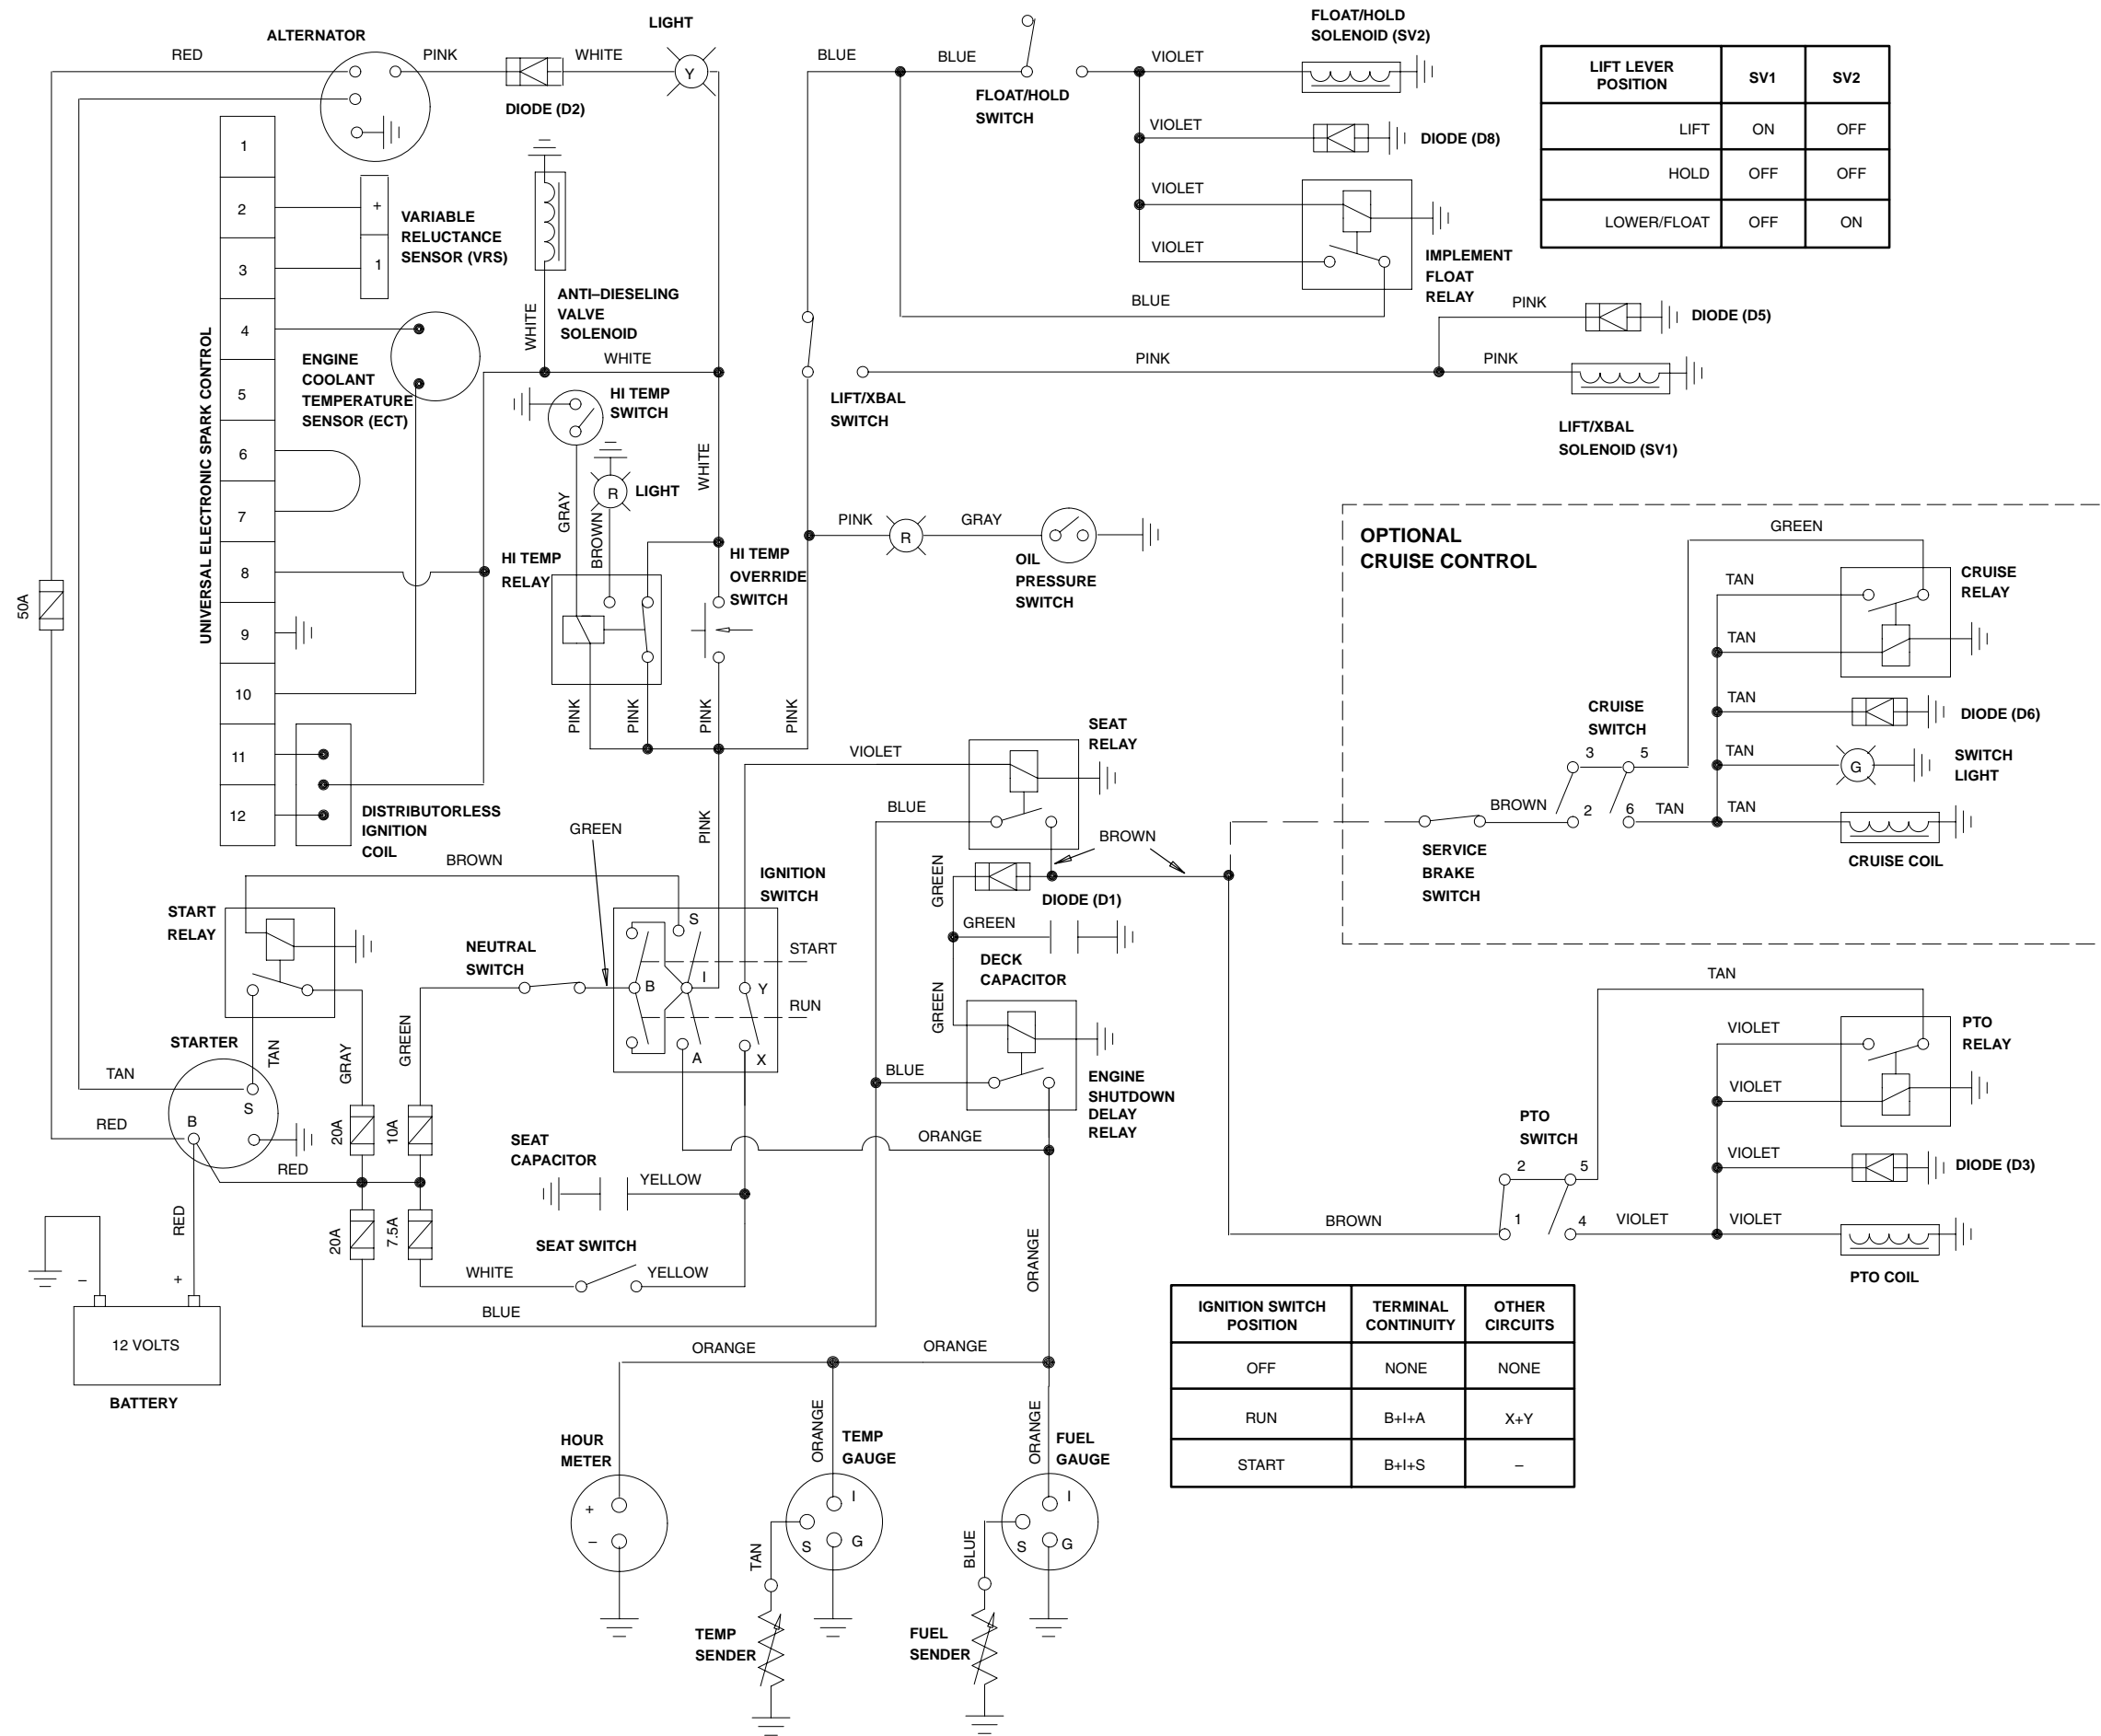 ALTERNATOR
RED
PINK
WHITE
LIGHT
Y
DIODE (D2)
BLUE
BLUE
FLOAT/HOLD
SWITCH
VIOLET
FLOAT/HOLD
SOLENOID (SV2)
VIOLET
DIODE (D8)
VIOLET
VIOLET
IMPLEMENT
FLOAT
RELAY
BLUE
LIFT LEVER
POSITION
SV1
SV2
LIFT
ON
OFF
HOLD
OFF
OFF
LOWER/FLOAT
OFF
ON
PINK
DIODE (D5)
PINK
PINK
LIFT/XBAL
SWITCH
LIFT/XBAL
SOLENOID (SV1)
UNIVERSAL ELECTRONIC SPARK CONTROL
1
2
3
4
5
6
7
8
9
10
11
12
+
1
VARIABLE
RELUCTANCE
SENSOR (VRS)
ENGINE
COOLANT
TEMPERATURE
SENSOR (ECT)
ANTI–DIESELING
VALVE
SOLENOID
WHITE
WHITE
HI TEMP
SWITCH
WHITE
GRAY
BROWN
R
LIGHT
HI TEMP
RELAY
HI TEMP
OVERRIDE
SWITCH
PINK
R
GRAY
OIL
PRESSURE
SWITCH
PINK
PINK
PINK
PINK
50A
DISTRIBUTORLESS
IGNITION
COIL
OPTIONAL
CRUISE CONTROL
GREEN
TAN
CRUISE
RELAY
TAN
TAN
DIODE (D6)
TAN
G
SWITCH
LIGHT
CRUISE
SWITCH
3
5
2
6
BROWN
TAN
TAN
CRUISE COIL
SERVICE
BRAKE
SWITCH
VIOLET
SEAT
RELAY
BLUE
BROWN
GREEN
DIODE (D1)
GREEN
DECK
CAPACITOR
GREEN
BLUE
ENGINE
SHUTDOWN
DELAY
RELAY
ORANGE
PINK
GREEN
BROWN
IGNITION
SWITCH
S
B
I
Y
A
X
START
RUN
START
RELAY
NEUTRAL
SWITCH
STARTER
TAN
GRAY
GREEN
TAN
S
B
RED
RED
20A
10A
20A
7.5A
SEAT
CAPACITOR
YELLOW
SEAT SWITCH
WHITE
YELLOW
BLUE
RED
–
+
12 VOLTS
BATTERY
TAN
VIOLET
PTO
RELAY
VIOLET
PTO
SWITCH
2
5
1
4
VIOLET
DIODE (D3)
BROWN
VIOLET
VIOLET
PTO COIL
ORANGE
ORANGE
ORANGE
IGNITION SWITCH
POSITION
TERMINAL
CONTINUITY
OTHER
CIRCUITS
OFF
NONE
NONE
RUN
B+I+A
X+Y
START
B+I+S
–
HOUR
METER
+
–
ORANGE
TEMP
GAUGE
I
S
G
ORANGE
FUEL
GAUGE
I
S
G
TAN
BLUE
TEMP
SENDER
FUEL
SENDER